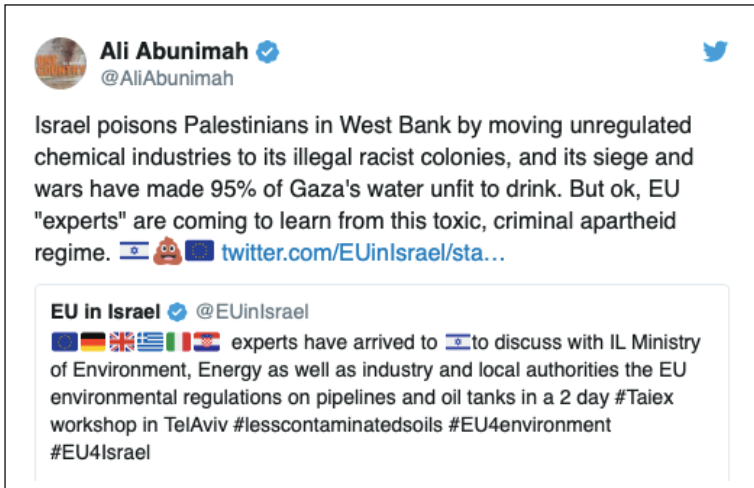 Ali Abunimah
@AliAbunimah
Israel poisons Palestinians in West Bank by moving unregulated
chemical industries to its illegal racist colonies, and its siege and
wars have made 95% of Gaza's water unfit to drink. But ok, EU
"experts" are coming to learn from this toxic, criminal apartheid
regime. 🇮🇱💩🇪🇺 twitter.com/EUinIsrael/sta…
EU in Israel @EUinIsrael
🇪🇺🇩🇪🇬🇧🇬🇷🇮🇹🇭🇷 experts have arrived to 🇮🇱to discuss with IL Ministry
of Environment, Energy as well as industry and local authorities the EU
environmental regulations on pipelines and oil tanks in a 2 day #Taiex
workshop in TelAviv #lesscontaminatedsoils #EU4environment
#EU4Israel